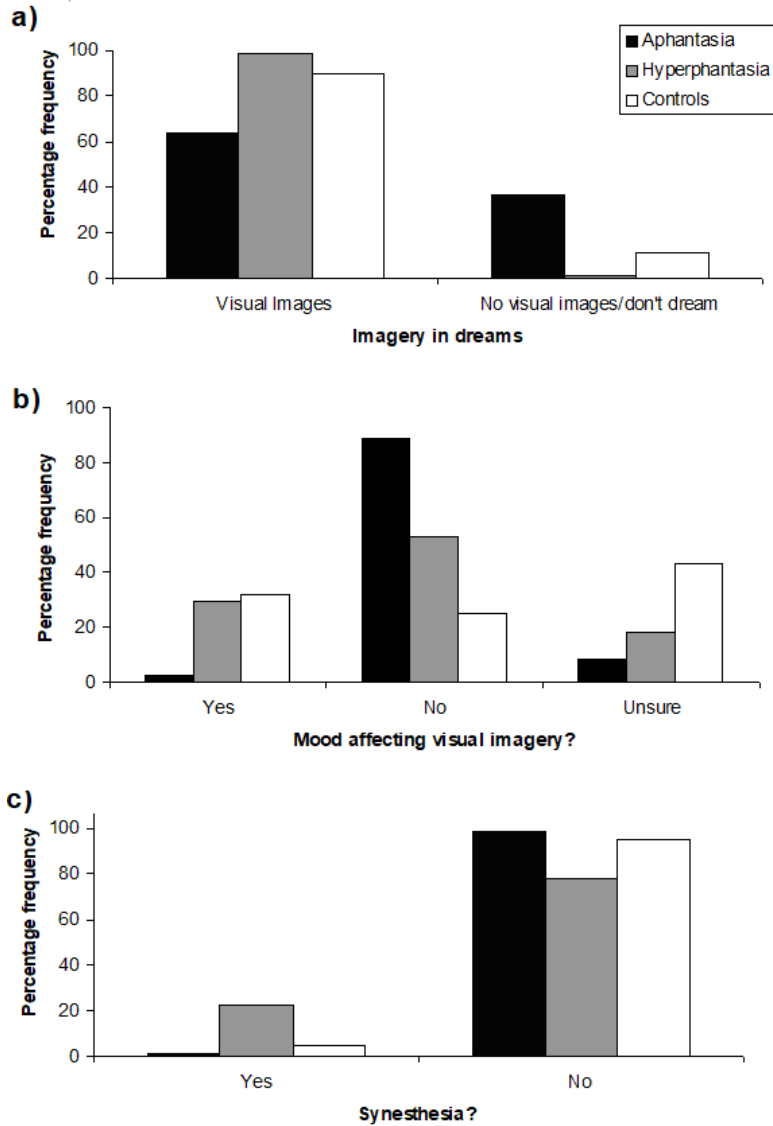 a)
Aphantasia
Hyperphantasia
Controls
Percentage frequency
100
80
60
40
20
0
Visual Images No visual images/don't dream
Imagery in dreams
b)
Percentage frequency
100
80
60
40
20
0
Yes No Unsure
Mood affecting visual imagery?
c)
Percentage frequency
100
80
60
40
20
0
Yes No
Synesthesia?